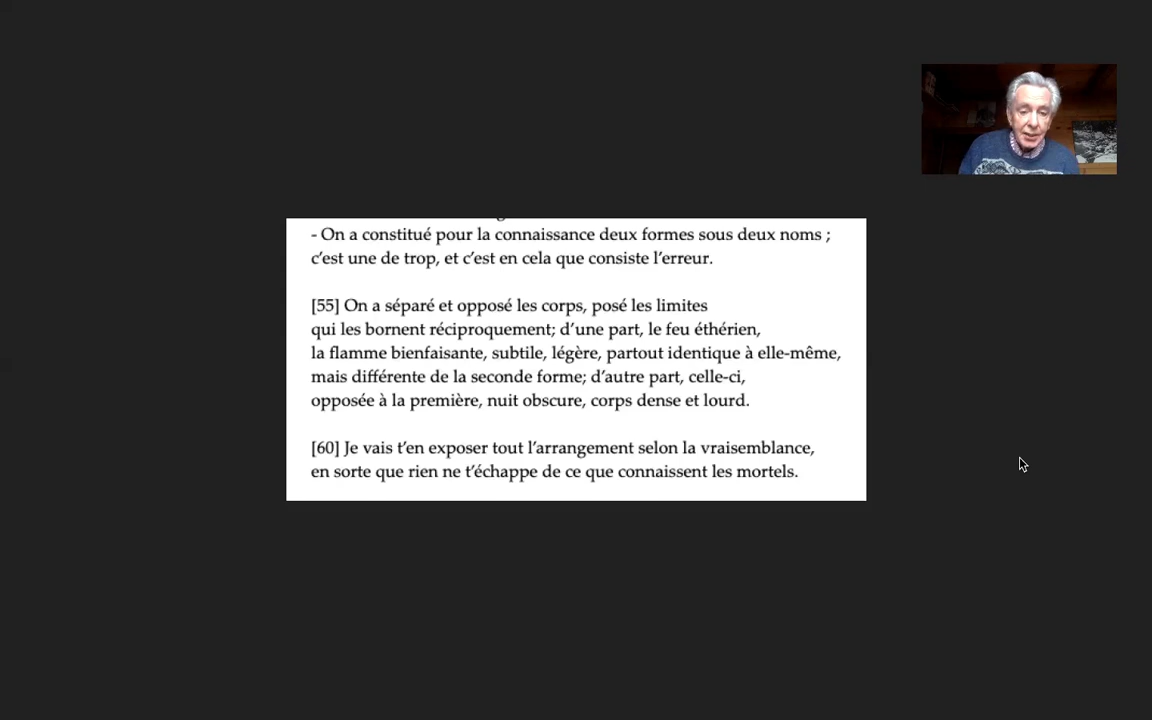 - On a constitué pour la connaissance deux formes sous deux noms ;
c’est une de trop, et c’est en cela que consiste l’erreur.
[55] On a séparé et opposé les corps, posé les limites
qui les bornent réciproquement; d’une part, le feu éthérien,
la flamme bienfaisante, subtile, légère, partout identique à elle-même,
mais différente de la seconde forme; d’autre part, celle-ci,
opposée à la première, nuit obscure, corps dense et lourd.
[60] Je vais t’en exposer tout l’arrangement selon la vraisemblance,
en sorte que rien ne t’échappe de ce que connaissent les mortels.